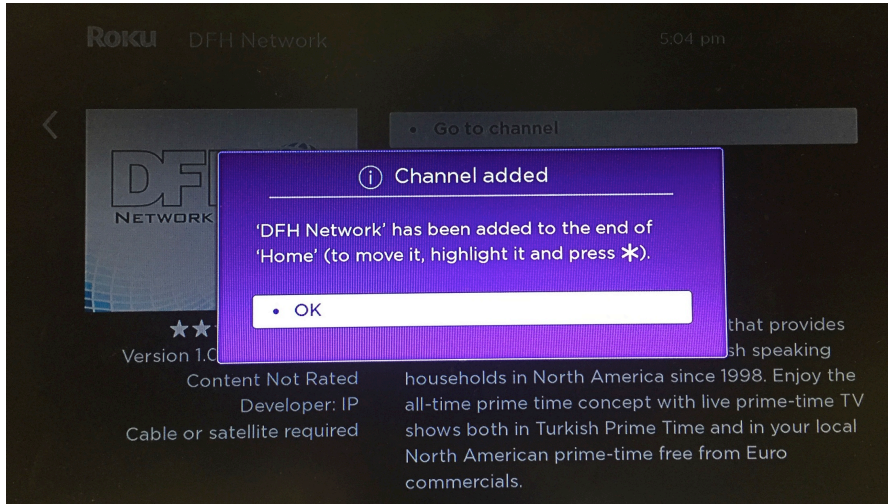 Roku DFH Network 5:04 pm
Go to channel
NETWORK
Channel added
'DFH Network' has been added to the end of
'Home' (to move it, highlight it and press *).
OK
that provides
speaking
Version
Content Not Rated
households in North America since 1998. Enjoy the
Developer: IP
all-time prime time concept with live prime-time TV
Cable or satellite required
shows both in Turkish Prime Time and in your local
North American prime-time free from Euro
commercials.